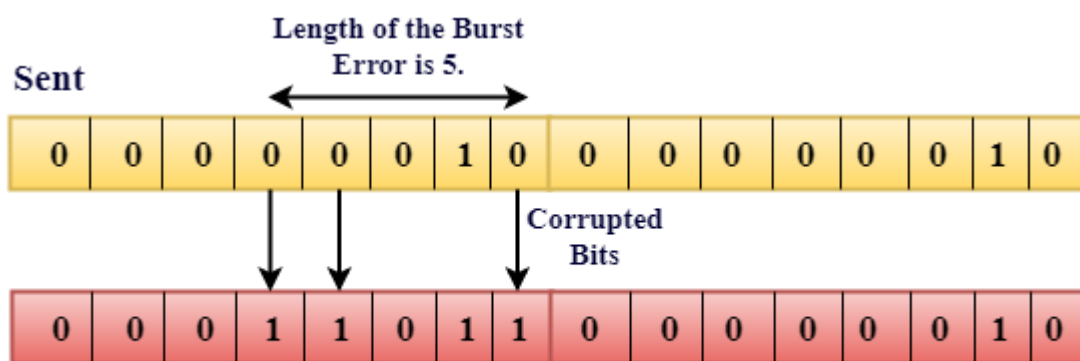 Length of the Burst
Error is 5.
Sent
0 0 0 0 0 0 1 0 0 0 0 0 0 0 1 0
Corrupted
Bits
0 0 0 1 1 0 1 1 0 0 0 0 0 0 1 0